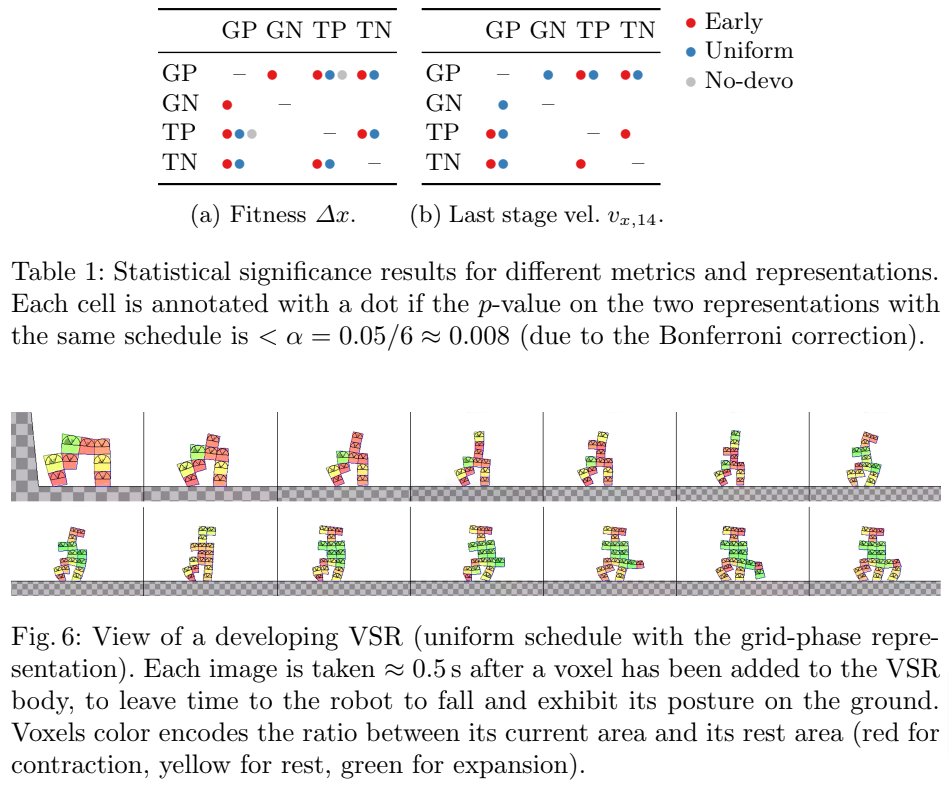 GP GN TP TN
GP –
GN –
TP –
TN –
(a) Fitness Δx.
GP GN TP TN
GP –
GN –
TP –
TN –
(b) Last stage vel. vₓ,₁₄.
Early
Uniform
No-devo
Table 1: Statistical significance results for different metrics and representations.
Each cell is annotated with a dot if the p-value on the two representations with
the same schedule is < α = 0.05/6 ≈ 0.008 (due to the Bonferroni correction).
Fig. 6: View of a developing VSR (uniform schedule with the grid-phase repre-
sentation). Each image is taken ≈ 0.5 s after a voxel has been added to the VSR
body, to leave time to the robot to fall and exhibit its posture on the ground.
Voxels color encodes the ratio between its current area and its rest area (red for
contraction, yellow for rest, green for expansion).